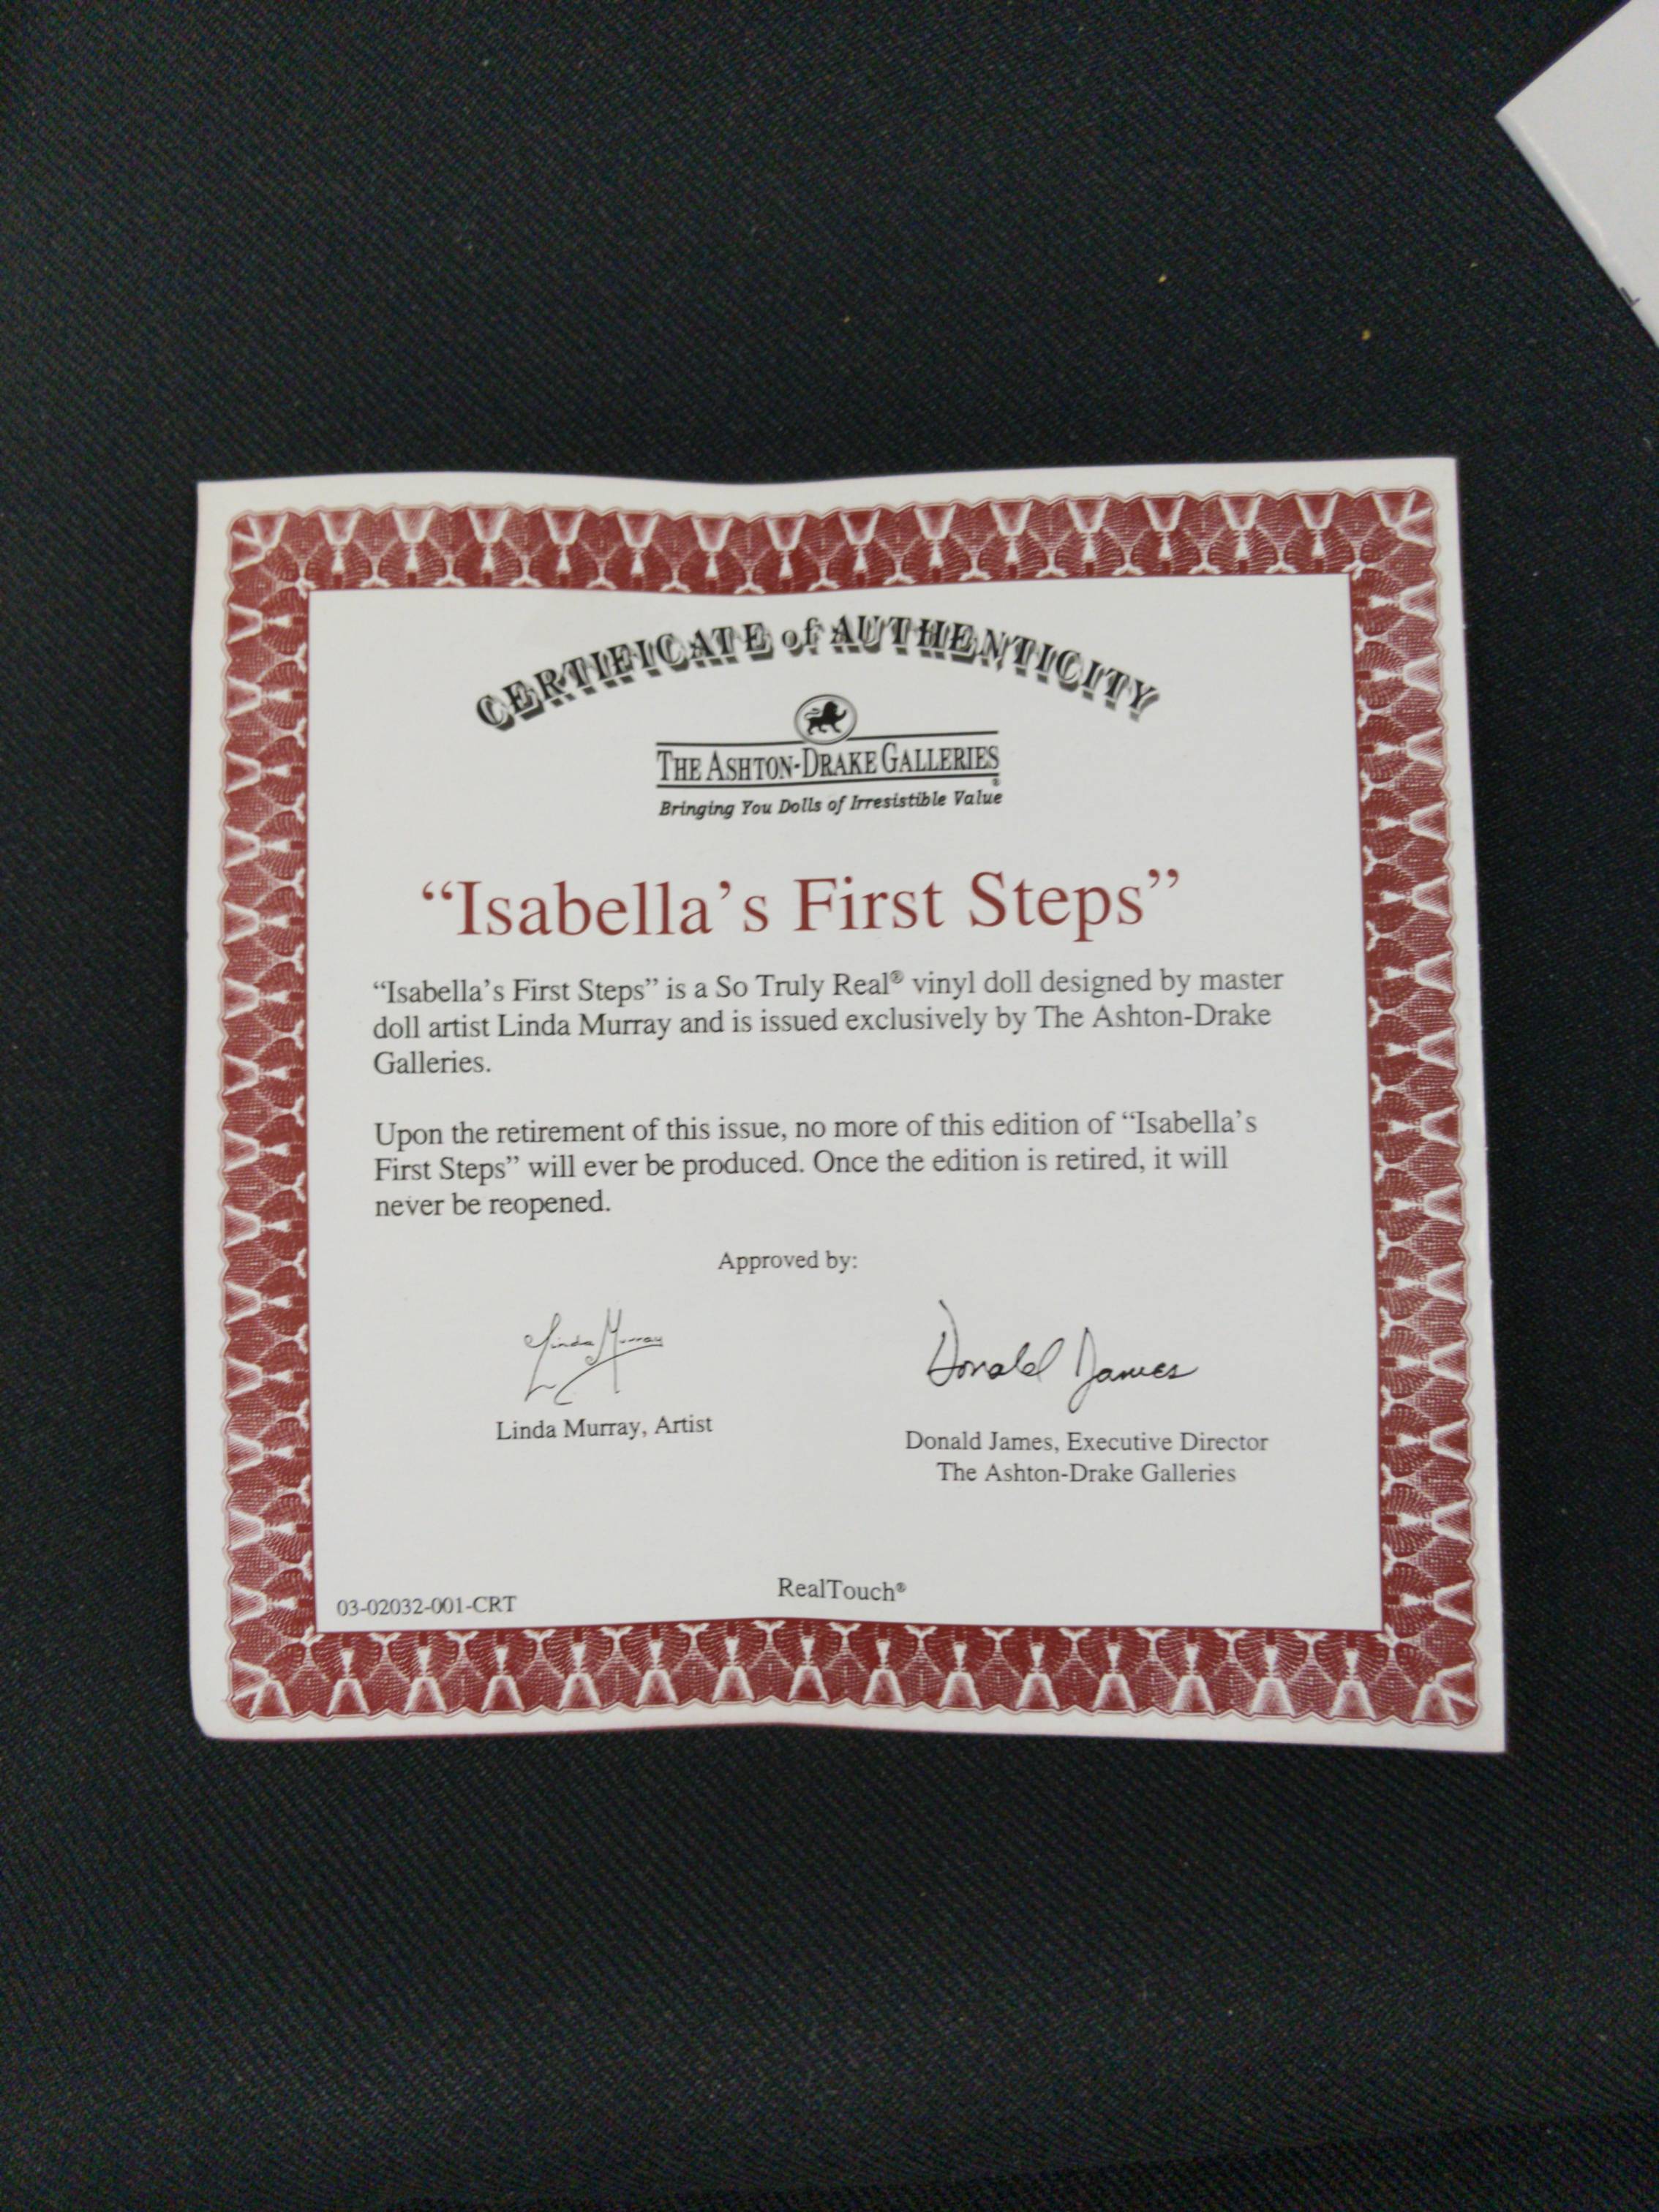 CERTIFICATE of AUTHENTICITY
THE ASHTON-DRAKE GALLERIES®
Bringing You Dolls of Irresistible Value
“Isabella’s First Steps”
“Isabella’s First Steps” is a So Truly Real® vinyl doll designed by master
doll artist Linda Murray and is issued exclusively by The Ashton-Drake
Galleries.
Upon the retirement of this issue, no more of this edition of “Isabella’s
First Steps” will ever be produced. Once the edition is retired, it will
never be reopened.
Approved by:
Linda Murray
Donald James
Linda Murray, Artist
Donald James, Executive Director
The Ashton-Drake Galleries
RealTouch®
03-02032-001-CRT